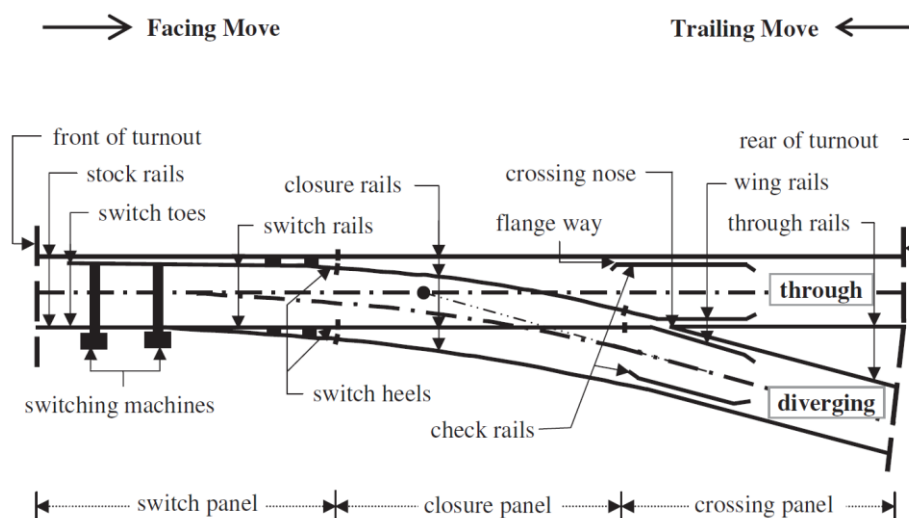 Facing Move
Trailing Move
front of turnout
rear of turnout
stock rails
closure rails
crossing nose
wing rails
switch toes
switch rails
flange way
through rails
through
switching machines
switch heels
check rails
diverging
switch panel
closure panel
crossing panel